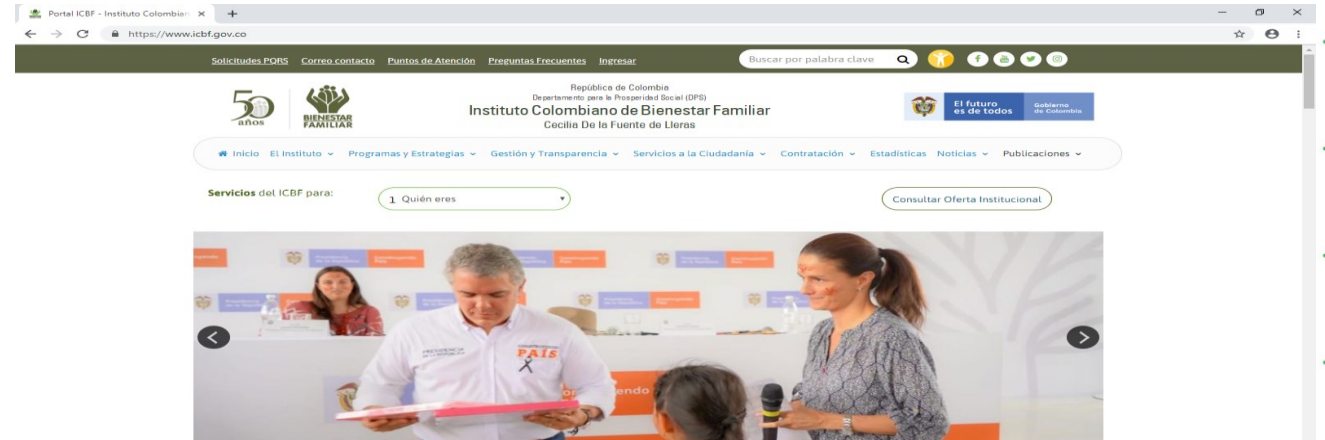 Portal ICBF - Instituto Colombian
https://www.icbf.gov.co
Solicitudes PQRS Correo contacto Puntos de Atención Preguntas Frecuentes Ingresar Buscar por palabra clave
50 años
BIENESTAR
FAMILIAR
República de Colombia
Departamento para la Prosperidad Social (DPS)
Instituto Colombiano de Bienestar Familiar
Cecilia De la Fuente de Lleras
El futuro
es de todos
Gobierno
de Colombia
Inicio El Instituto Programas y Estrategias Gestión y Transparencia Servicios a la Ciudadanía Contratación Estadísticas Noticias Publicaciones
Servicios del ICBF para: 1 Quién eres Consultar Oferta Institucional
PRESIDENCIA
PAÍS